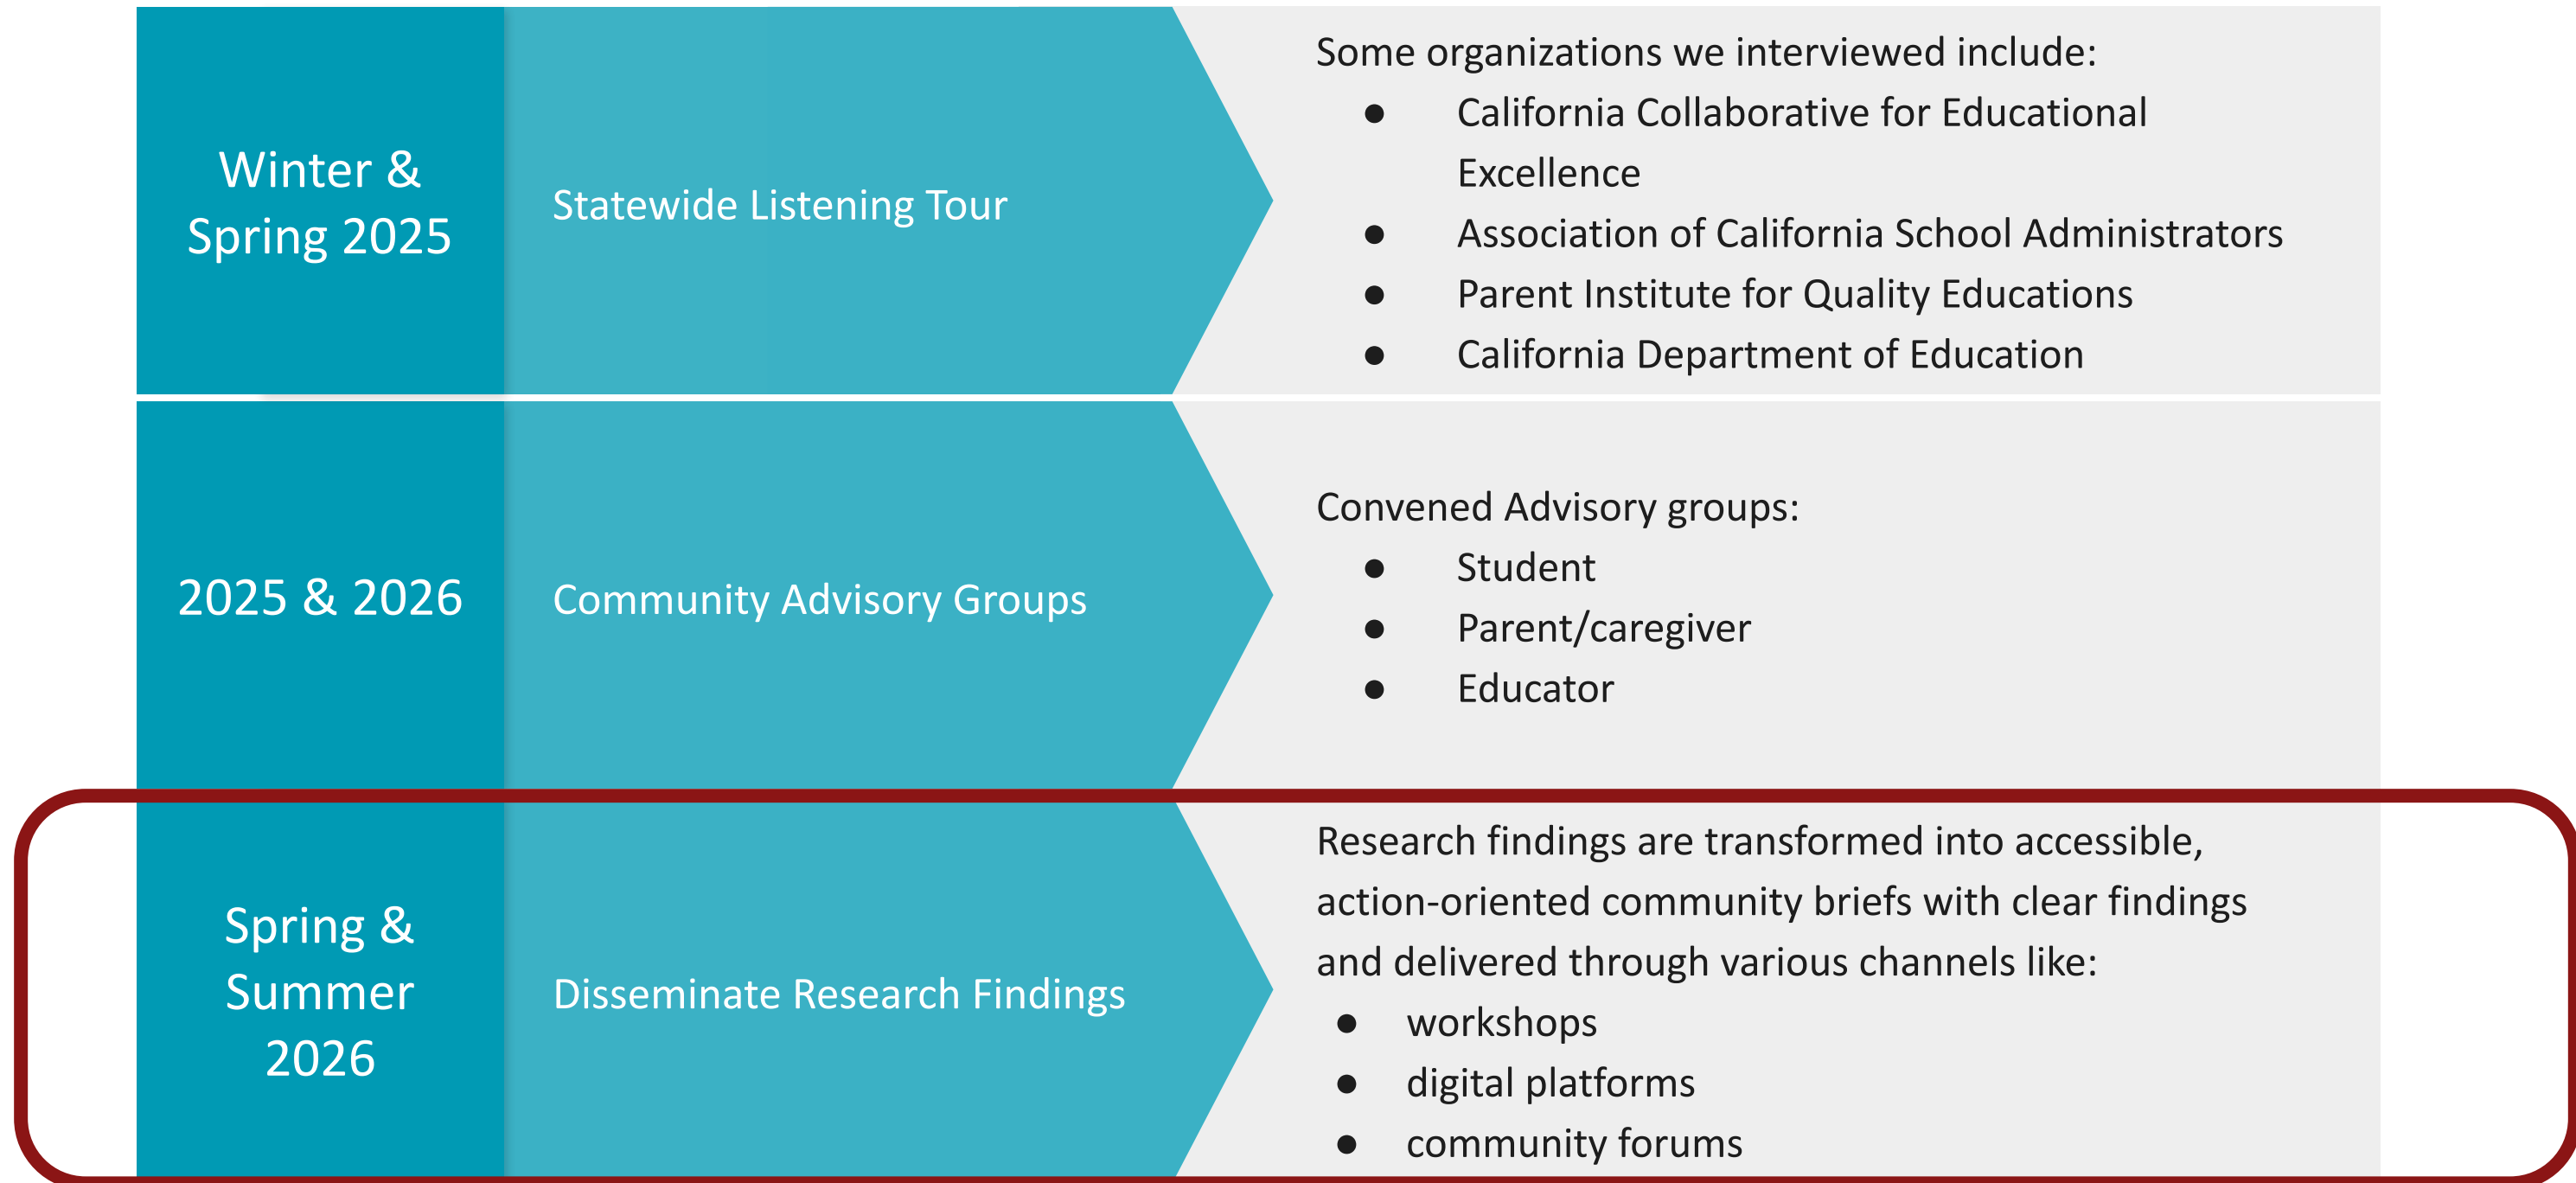 Winter &
Spring 2025
Statewide Listening Tour
Some organizations we interviewed include:
● California Collaborative for Educational
Excellence
● Association of California School Administrators
● Parent Institute for Quality Educations
● California Department of Education
2025 & 2026
Community Advisory Groups
Convened Advisory groups:
● Student
● Parent/caregiver
● Educator
Spring &
Summer
2026
Disseminate Research Findings
Research findings are transformed into accessible,
action-oriented community briefs with clear findings
and delivered through various channels like:
● workshops
● digital platforms
● community forums